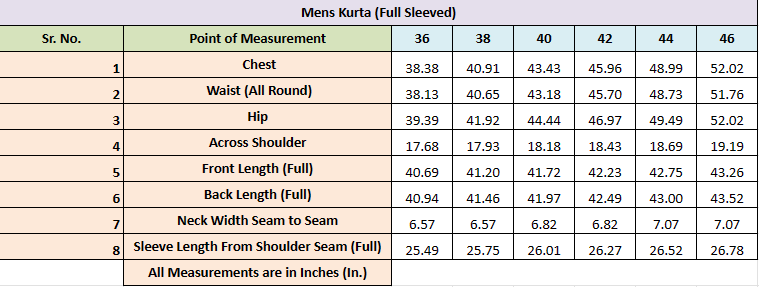 Mens Kurta (Full Sleeved)
Sr. No. Point of Measurement 36 38 40 42 44 46
1 Chest 38.38 40.91 43.43 45.96 48.99 52.02
2 Waist (All Round) 38.13 40.65 43.18 45.70 48.73 51.76
3 Hip 39.39 41.92 44.44 46.97 49.49 52.02
4 Across Shoulder 17.68 17.93 18.18 18.43 18.69 19.19
5 Front Length (Full) 40.69 41.20 41.72 42.23 42.75 43.26
6 Back Length (Full) 40.94 41.46 41.97 42.49 43.00 43.52
7 Neck Width Seam to Seam 6.57 6.57 6.82 6.82 7.07 7.07
8 Sleeve Length From Shoulder Seam (Full) 25.49 25.75 26.01 26.27 26.52 26.78
All Measurements are in Inches (In.)